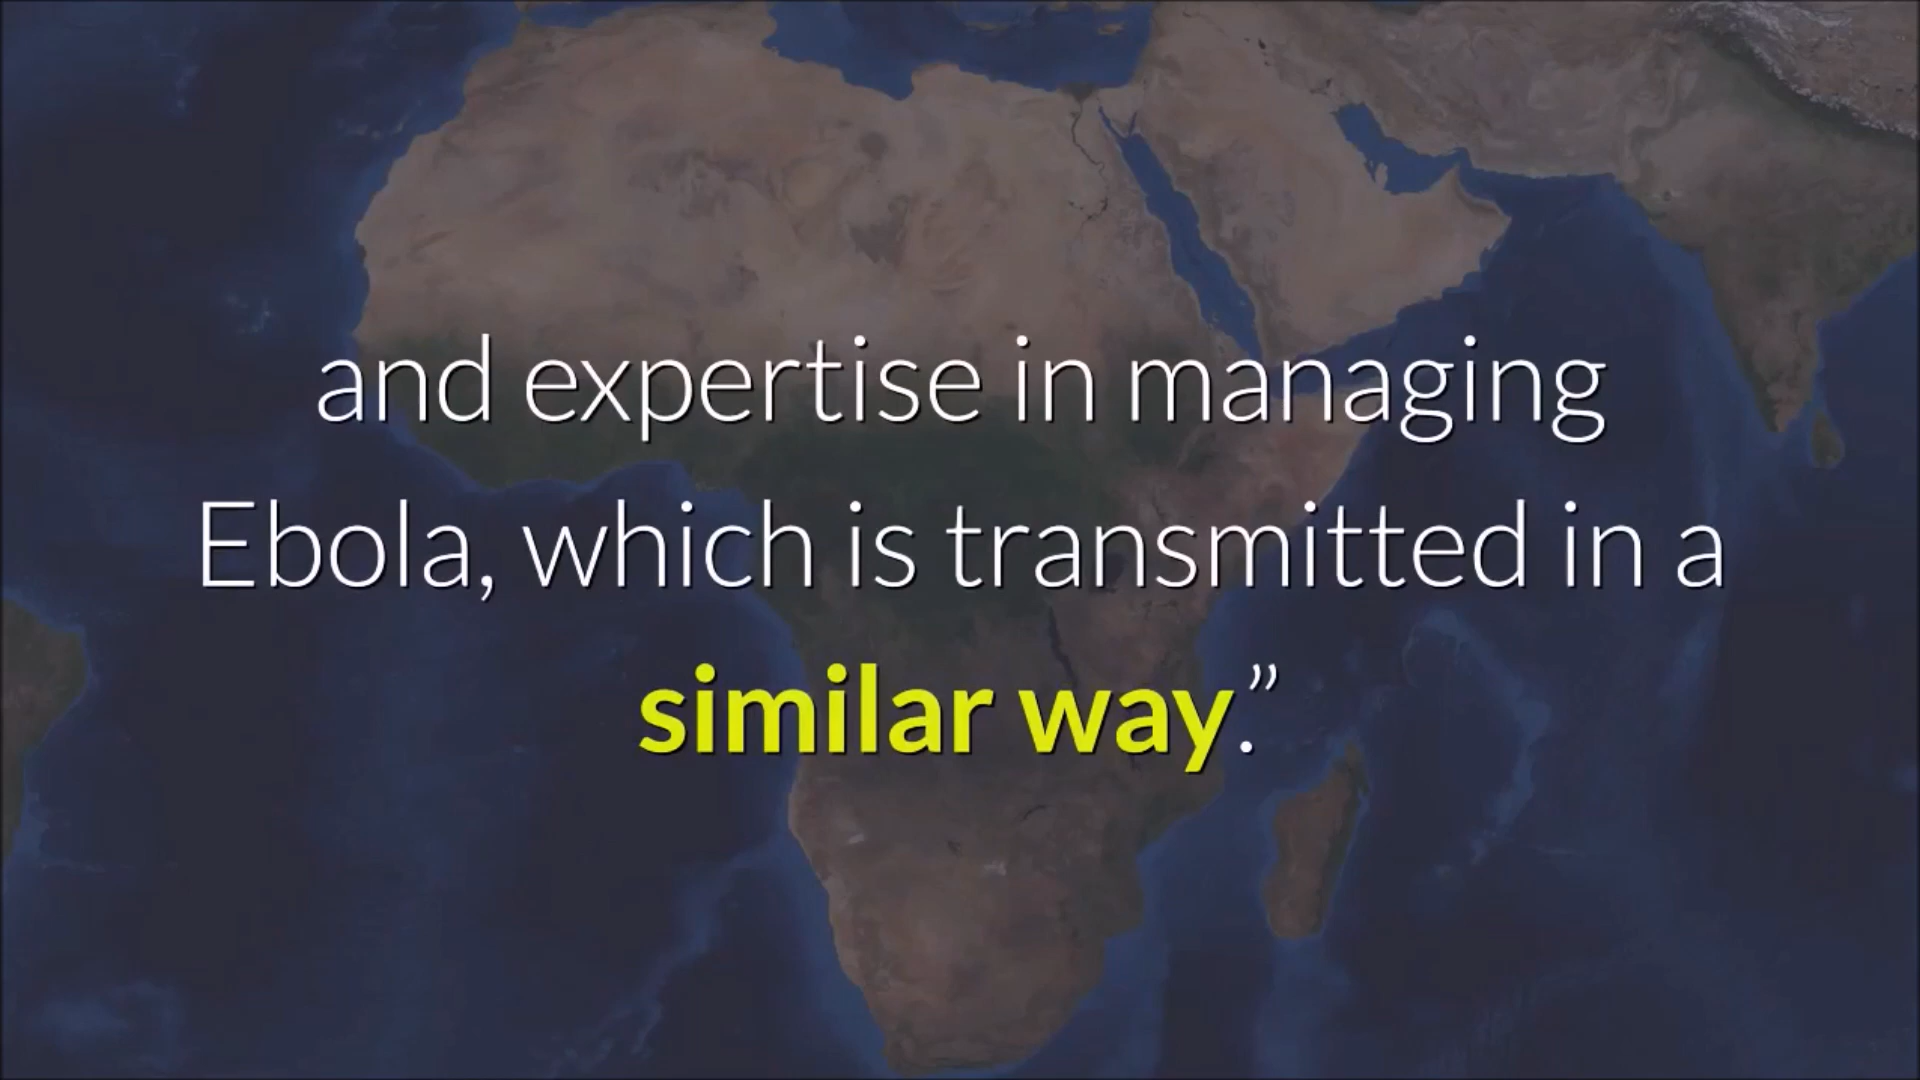 and expertise in managing
Ebola, which is transmitted in a
similar way.”